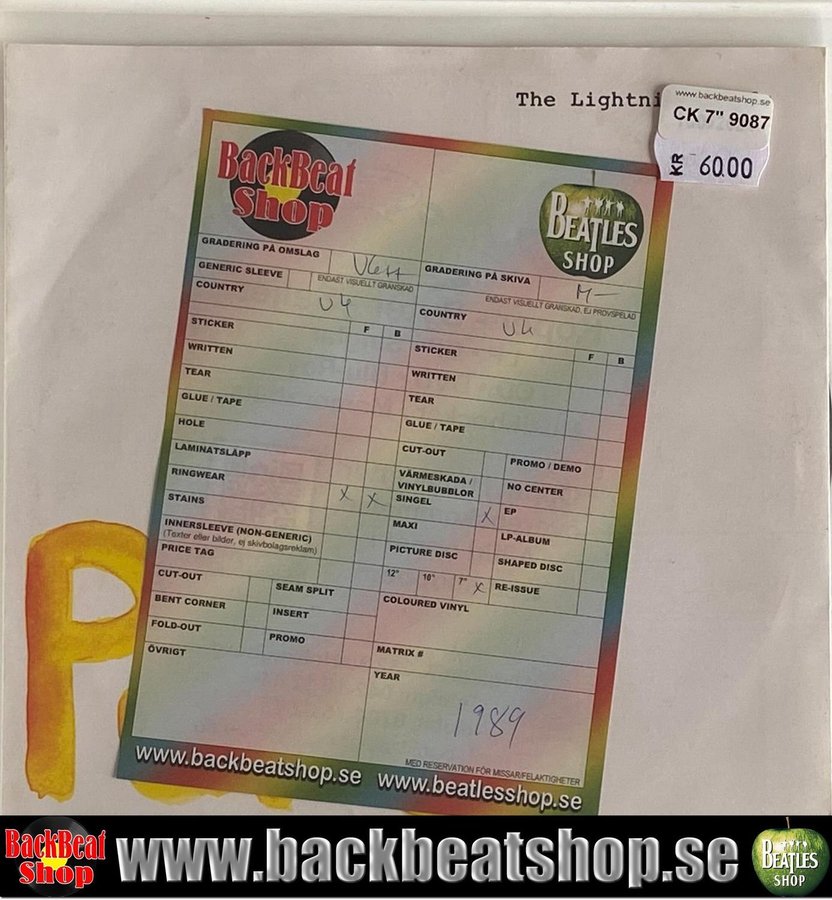 The Lightni
www.backbeatshop.se
CK 7" 9087
KR 60.00
BackBeat
Shop
BEATLES
SHOP
GRADERING PÅ OMSLAG
VG++
GENERIC SLEEVE
ENDAST VISUELLT GRANSKAD
COUNTRY
UK
STICKER
F B
WRITTEN
TEAR
GLUE / TAPE
HOLE
LAMINATSLÄPP
RINGWEAR
X X
STAINS
INNERSLEEVE (NON-GENERIC)
(Texter eller bilder, ej skivbolagsreklam)
PRICE TAG
CUT-OUT
SEAM SPLIT
BENT CORNER
INSERT
FOLD-OUT
PROMO
ÖVRIGT
GRADERING PÅ SKIVA
M-
ENDAST VISUELLT GRANSKAD, EJ PROVSPELAD
COUNTRY
UK
STICKER
F B
WRITTEN
TEAR
GLUE / TAPE
CUT-OUT
PROMO / DEMO
VÄRMESKADA /
VINYLBUBBLOR
NO CENTER
SINGEL X
EP
MAXI
LP-ALBUM
PICTURE DISC
SHAPED DISC
12" 10" 7" X
RE-ISSUE
COLOURED VINYL
MATRIX #
YEAR
1989
MED RESERVATION FÖR MISSAR/FELAKTIGHETER
www.backbeatshop.se www.beatlesshop.se
P
BackBeat
Shop
www.backbeatshop.se
BEATLES
SHOP